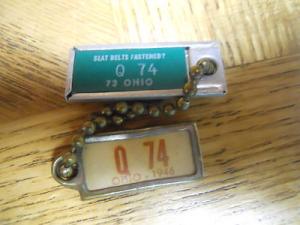 SEAT BELTS FASTENED?
Q 74
73 OHIO
Q 74
OHIO - 1946